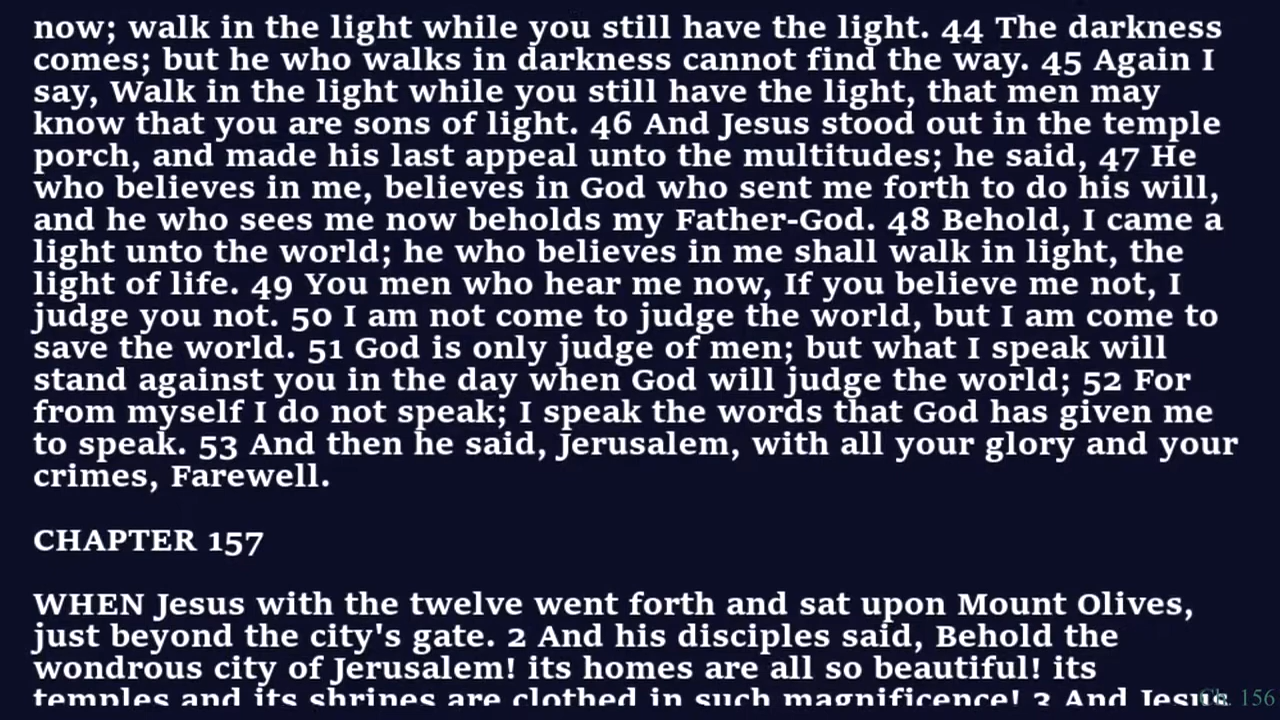 now; walk in the light while you still have the light. 44 The darkness
comes; but he who walks in darkness cannot find the way. 45 Again I
say, Walk in the light while you still have the light, that men may
know that you are sons of light. 46 And Jesus stood out in the temple
porch, and made his last appeal unto the multitudes; he said, 47 He
who believes in me, believes in God who sent me forth to do his will,
and he who sees me now beholds my Father-God. 48 Behold, I came a
light unto the world; he who believes in me shall walk in light, the
light of life. 49 You men who hear me now, If you believe me not, I
judge you not. 50 I am not come to judge the world, but I am come to
save the world. 51 God is only judge of men; but what I speak will
stand against you in the day when God will judge the world; 52 For
from myself I do not speak; I speak the words that God has given me
to speak. 53 And then he said, Jerusalem, with all your glory and your
crimes, Farewell.
CHAPTER 157
WHEN Jesus with the twelve went forth and sat upon Mount Olives,
just beyond the city's gate. 2 And his disciples said, Behold the
wondrous city of Jerusalem! its homes are all so beautiful! its
temples and its shrines are clothed in such magnificence! 3 And Jesus
Ch. 156